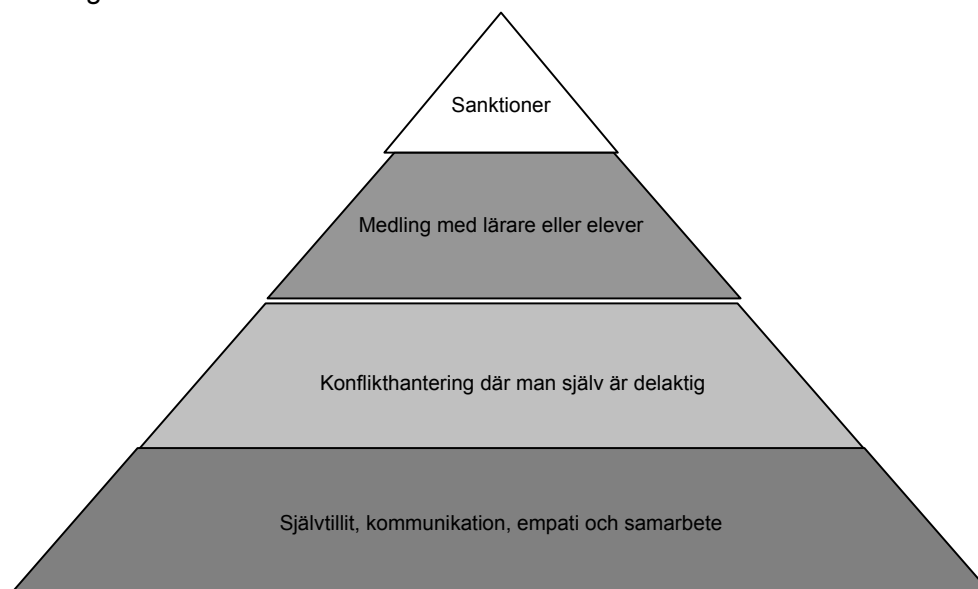 Sanktioner
Medling med lärare eller elever
Konflikthantering där man själv är delaktig
Självtillit, kommunikation, empati och samarbete